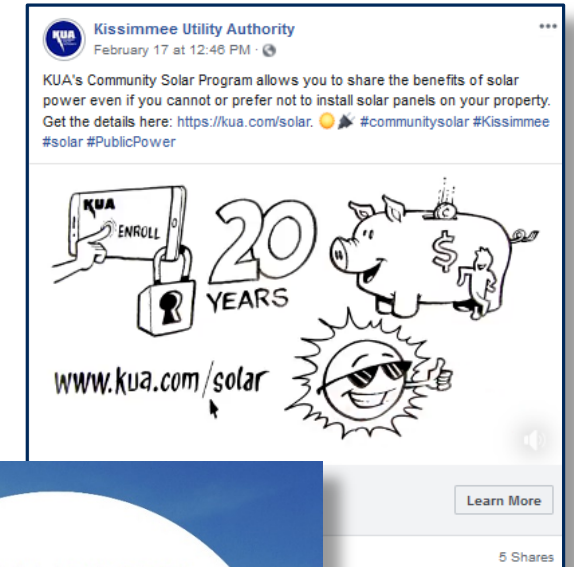 KUA
Kissimmee Utility Authority
February 17 at 12:46 PM ·
KUA's Community Solar Program allows you to share the benefits of solar
power even if you cannot or prefer not to install solar panels on your property.
Get the details here: https://kua.com/solar. #communitysolar #Kissimmee
#solar #PublicPower
KUA
ENROLL
20
YEARS
$
www.kua.com/solar
Learn More
5 Shares